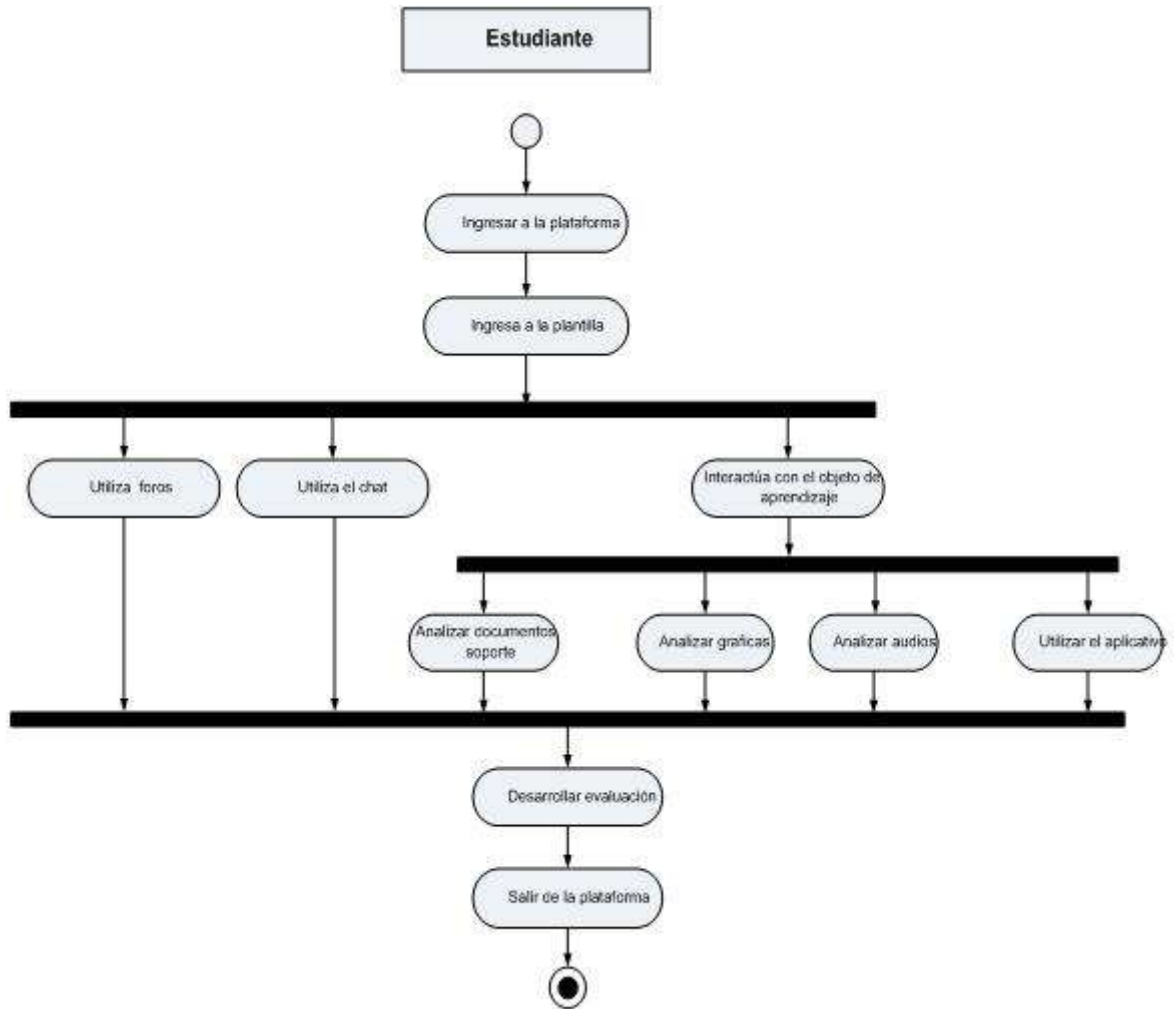 Estudiante
Ingresar a la plataforma
Ingresa a la plantilla
Utiliza foros
Utiliza el chat
Interactúa con el objeto de
aprendizaje
Analizar documentos
soporte
Analizar graficas
Analizar audios
Utilizar el aplicativo
Desarrollar evaluación
Salir de la plataforma